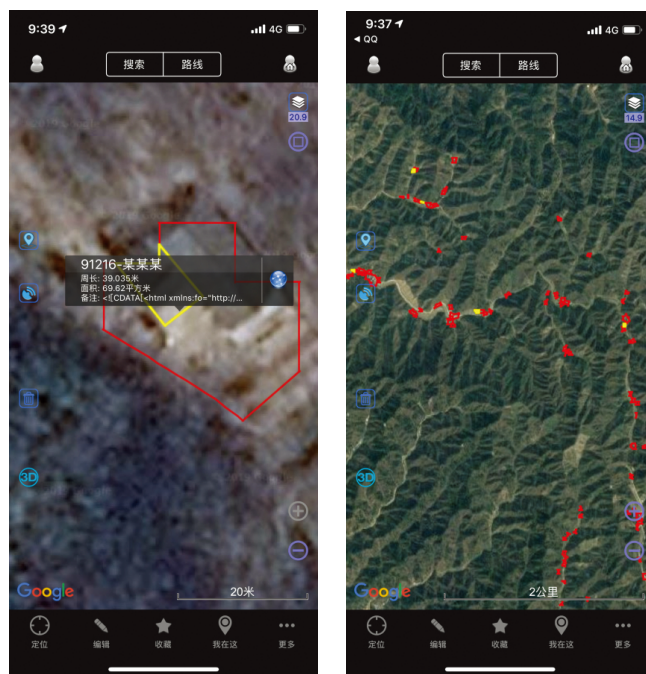 9:39
4G
搜索
路线
20.9
91216-某某某
周长: 39.035米
面积: 69.62平方米
备注: <![CDATA[<html xmlns:fo="http://...
3D
Google
20米
定位
编辑
收藏
我在这
更多
9:37
QQ
4G
搜索
路线
14.9
3D
Google
2公里
定位
编辑
收藏
我在这
更多